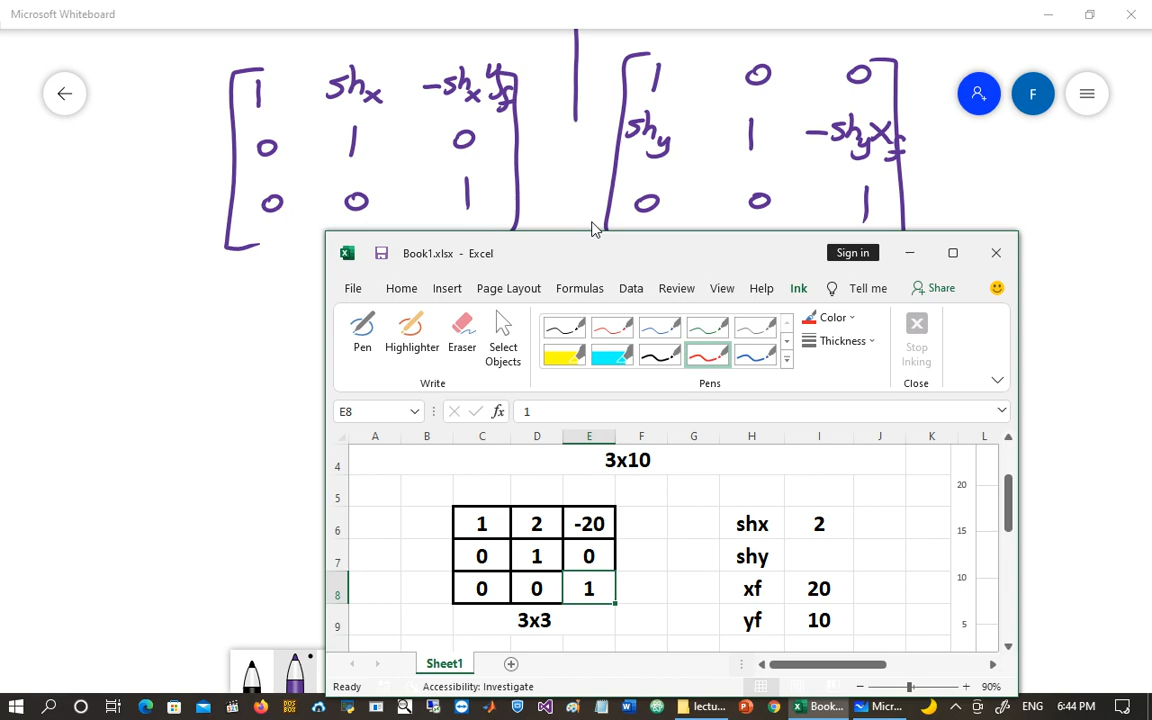 Microsoft Whiteboard
1 shx -shx yf
0 1 0
0 0 1
1 0 0
shy 1 -shy xf
0 0 1
F
Book1.xlsx - Excel
Sign in
File Home Insert Page Layout Formulas Data Review View Help Ink Tell me Share
Pen Highlighter Eraser Select Objects
Color
Thickness
Stop Inking
Write Pens Close
E8 fx 1
A B C D E F G H I J K L
4 3x10
5 20
6 1 2 -20 shx 2 15
7 0 1 0 shy
8 0 0 1 xf 20 10
9 3x3 yf 10 5
Sheet1
Ready Accessibility: Investigate 90%
lectu... Book... Micr... ENG 6:44 PM